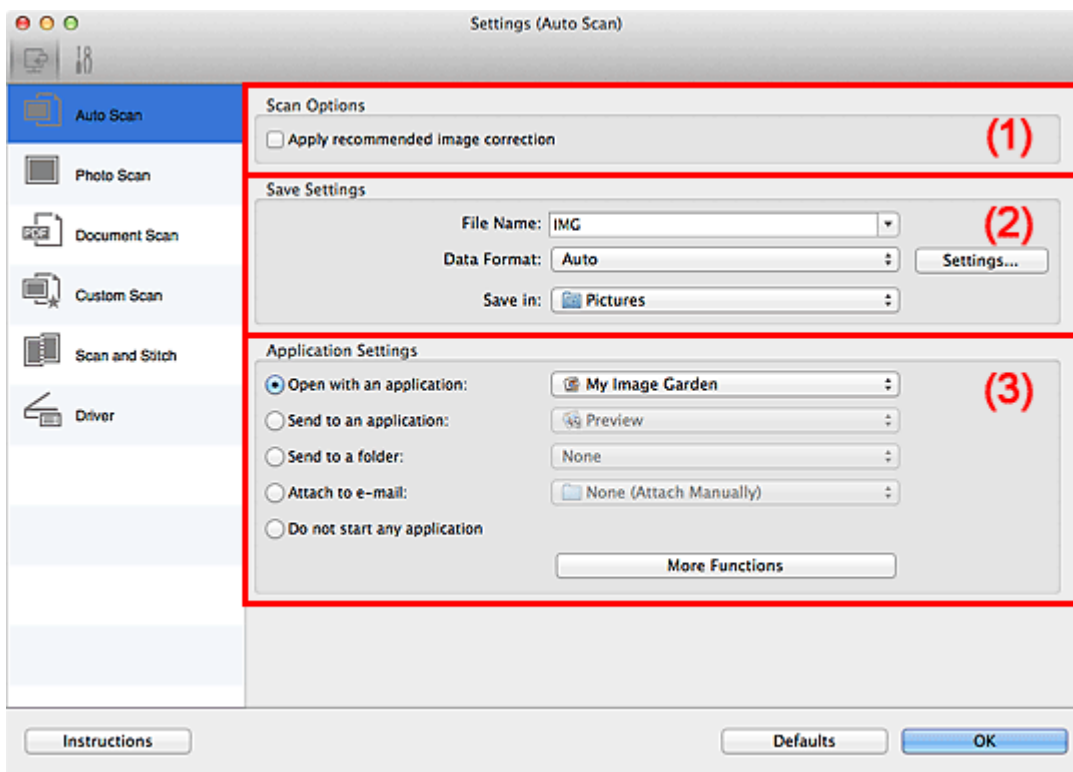 Settings (Auto Scan)
Auto Scan
Photo Scan
PDF
Document Scan
Custom Scan
Scan and Stitch
Driver
Scan Options
Apply recommended image correction
(1)
Save Settings
(2)
File Name: IMG
Data Format: Auto Settings...
Save in: Pictures
Application Settings
(3)
Open with an application: My Image Garden
Send to an application: Preview
Send to a folder: None
Attach to e-mail: None (Attach Manually)
Do not start any application
More Functions
Instructions Defaults OK